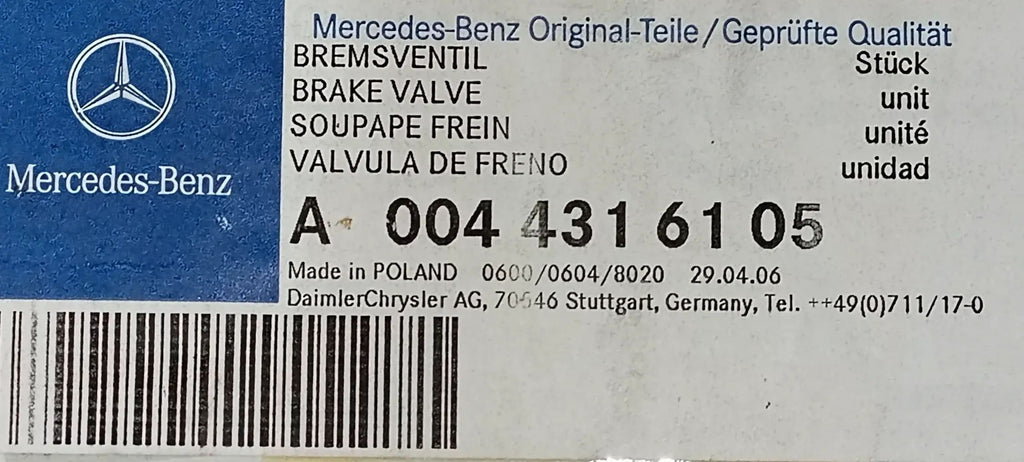 Mercedes-Benz Original-Teile/Geprüfte Qualität
BREMSVENTIL Stück
BRAKE VALVE unit
SOUPAPE FREIN unité
VALVULA DE FRENO unidad
Mercedes-Benz
A 004 431 61 05
Made in POLAND 0600/0604/8020 29.04.06
DaimlerChrysler AG, 70546 Stuttgart, Germany, Tel. ++49(0)711/17-0